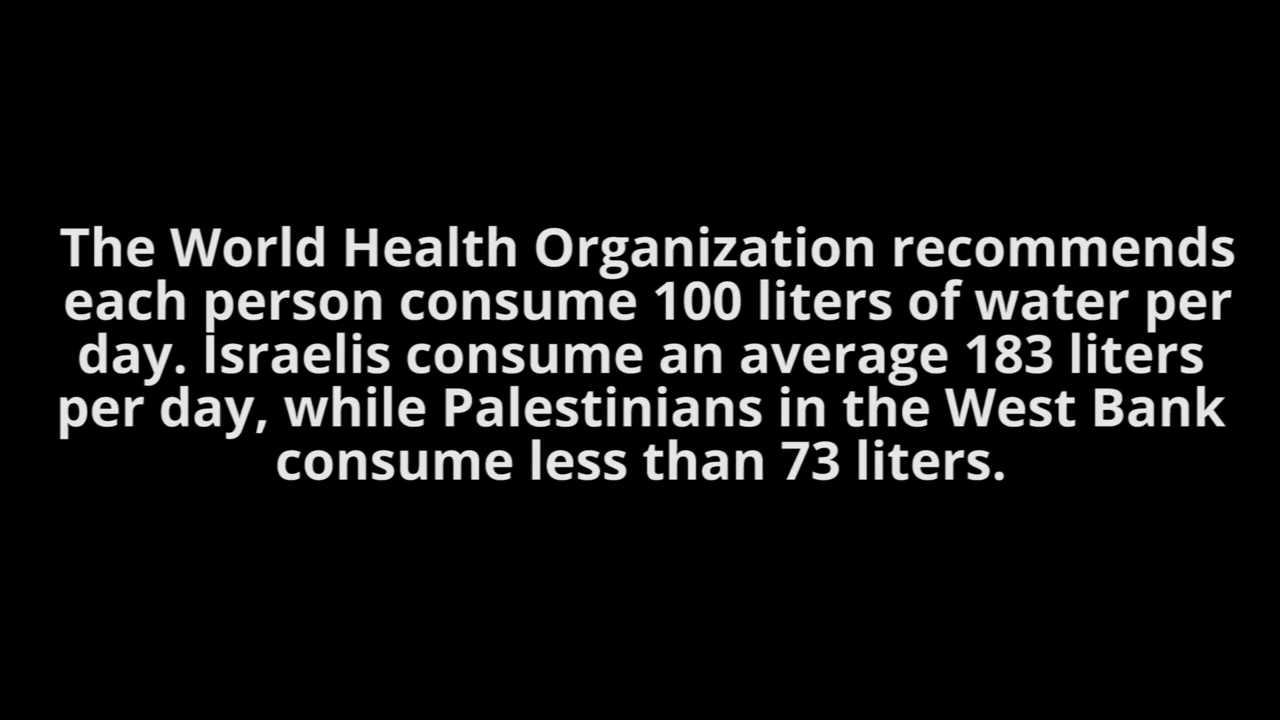 The World Health Organization recommends
each person consume 100 liters of water per
day. Israelis consume an average 183 liters
per day, while Palestinians in the West Bank
consume less than 73 liters.